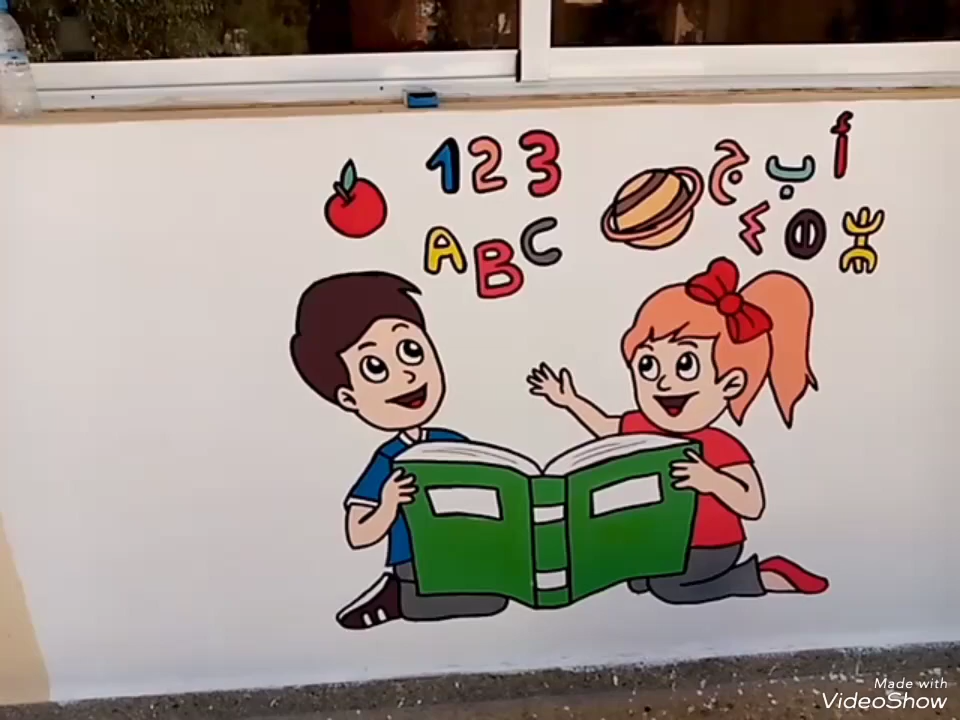 123
ABC
أ ب ج
ⵉ ⵀ ⵣ
Made with
VideoShow